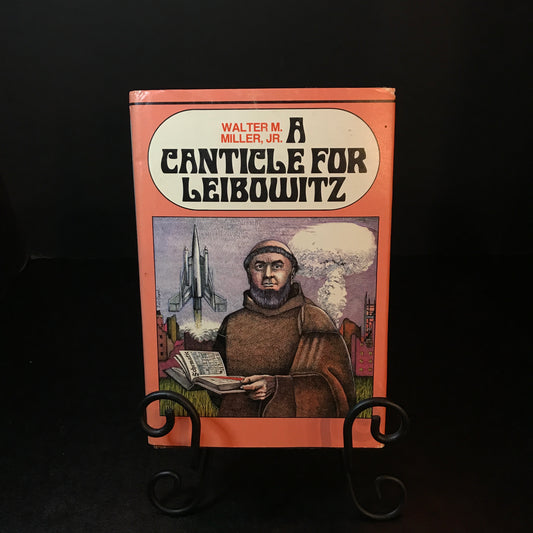 WALTER M.
MILLER, JR. A
CANTICLE FOR
LEIBOWITZ